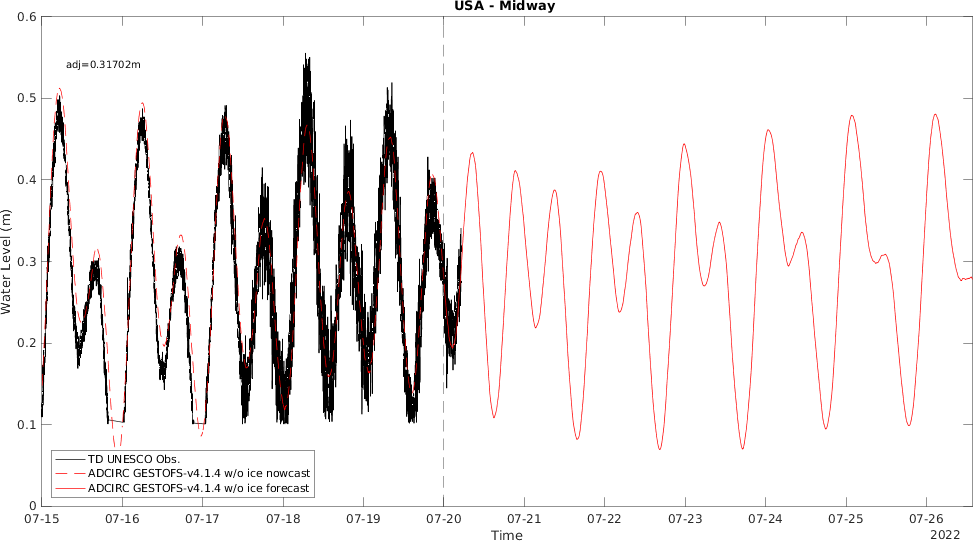 USA - Midway
0.6
adj=0.31702m
0.5
0.4
0.3
0.2
0.1
0
Water Level (m)
TD UNESCO Obs.
ADCIRC GESTOFS-v4.1.4 w/o ice nowcast
ADCIRC GESTOFS-v4.1.4 w/o ice forecast
07-15 07-16 07-17 07-18 07-19 07-20 07-21 07-22 07-23 07-24 07-25 07-26
Time
2022